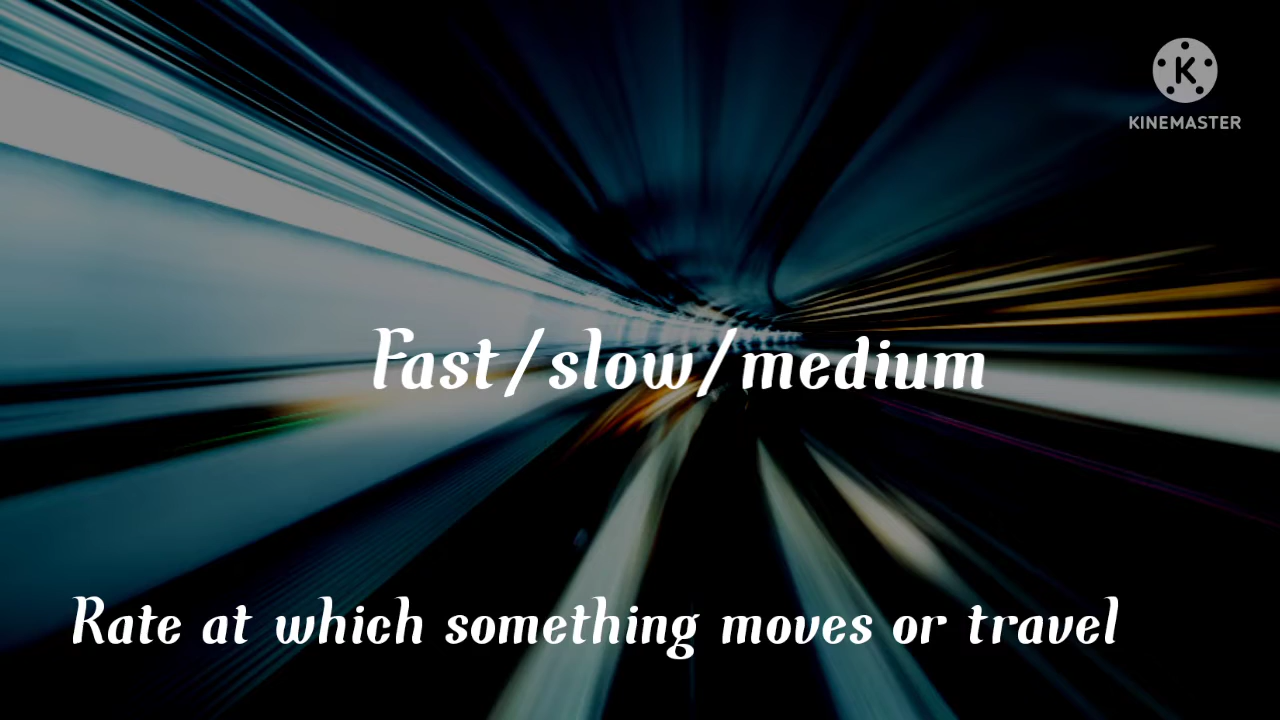 KINEMASTER
Fast/slow/medium
Rate at which something moves or travel